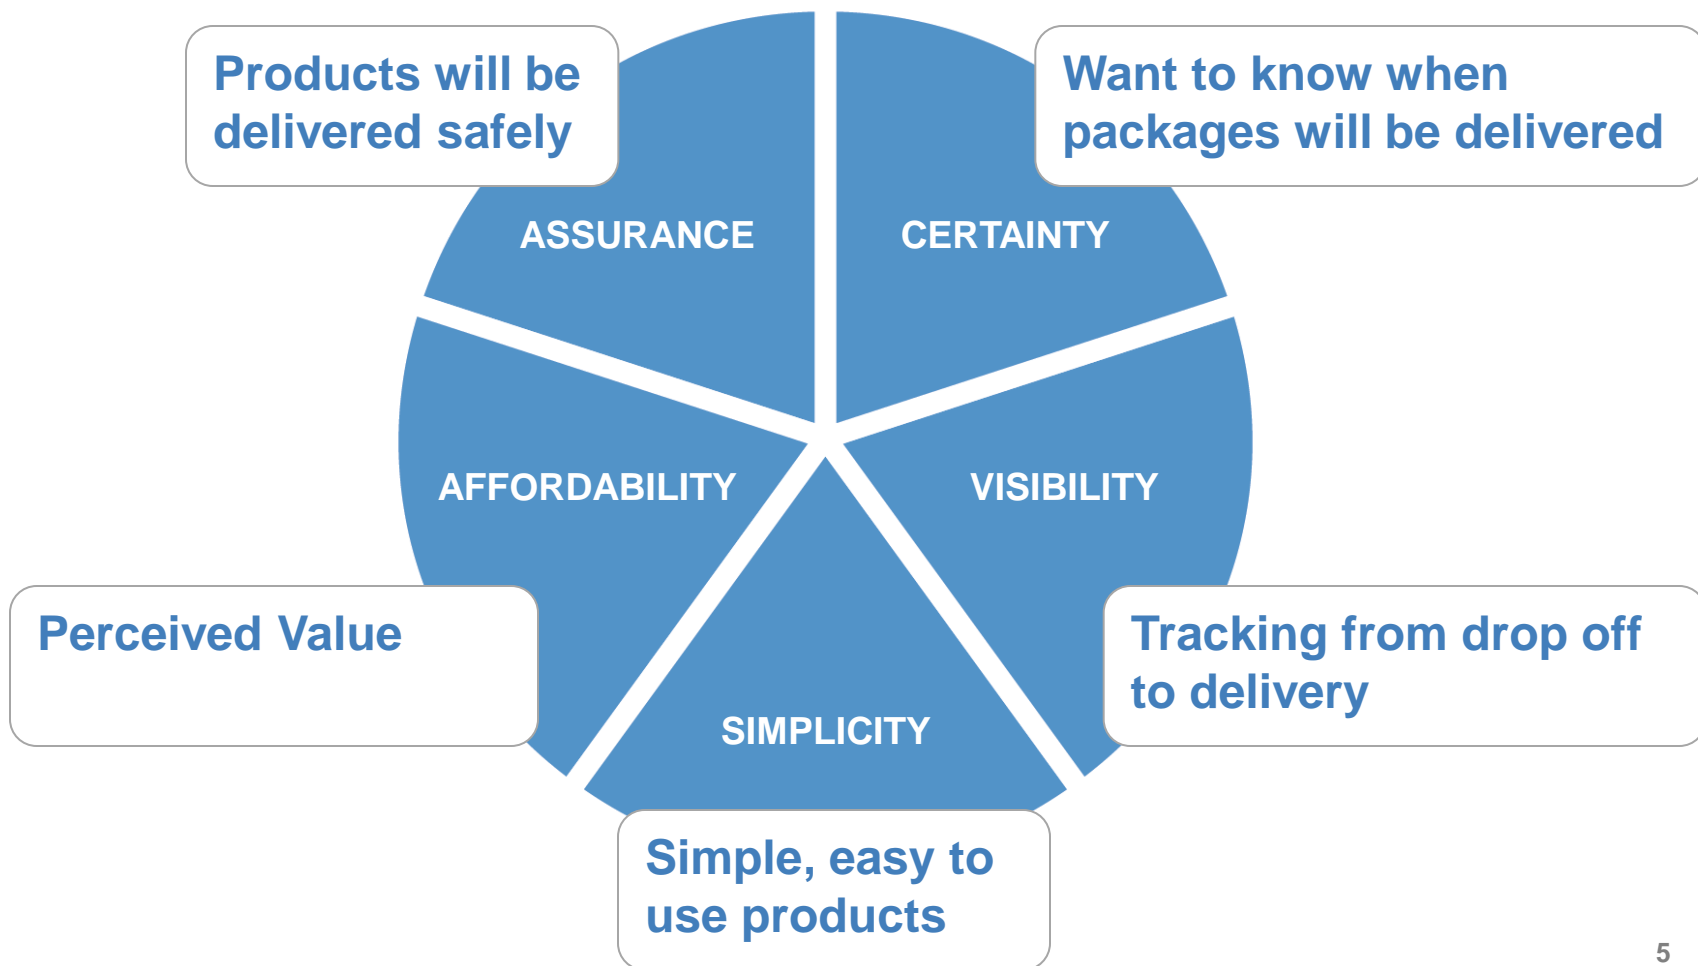 Products will be
delivered safely
Want to know when
packages will be delivered
ASSURANCE
CERTAINTY
AFFORDABILITY
VISIBILITY
Perceived Value
Tracking from drop off
to delivery
SIMPLICITY
Simple, easy to
use products
5